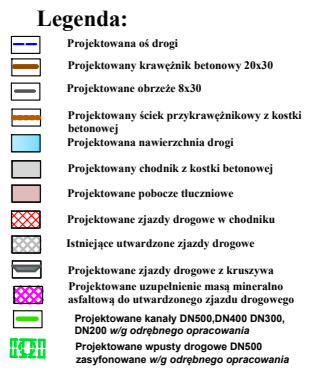 Legenda:
Projektowana oś drogi
Projektowany krawężnik betonowy 20x30
Projektowane obrzeże 8x30
Projektowany ściek przykrawężnikowy z kostki
betonowej
Projektowana nawierzchnia drogi
Projektowany chodnik z kostki betonowej
Projektowane pobocze tłuczniowe
Projektowane zjazdy drogowe w chodniku
Istniejące utwardzone zjazdy drogowe
Projektowane zjazdy drogowe z kruszywa
Projektowane uzupełnienie masą mineralno
asfaltową do utwardzonego zjazdu drogowego
Projektowane kanały DN500,DN400 DN300,
DN200 w/g odrębnego opracowania
Projektowane wpusty drogowe DN500
zasyfonowane w/g odrębnego opracowania